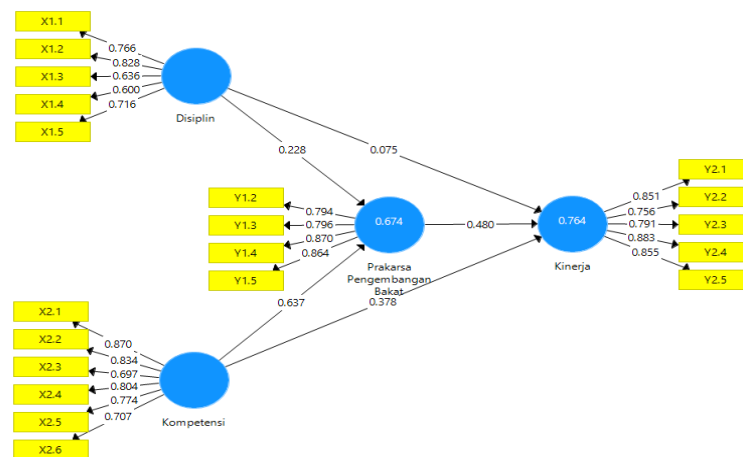 X1.1
X1.2
X1.3
X1.4
X1.5
0.766
0.828
0.636
0.600
0.716
Disiplin
0.228
0.075
Y1.2
Y1.3
Y1.4
Y1.5
0.794
0.796
0.870
0.864
0.674
Prakarsa
Pengembangan
Bakat
0.480
0.764
Kinerja
0.851
0.756
0.791
0.883
0.855
Y2.1
Y2.2
Y2.3
Y2.4
Y2.5
0.637
0.378
X2.1
X2.2
X2.3
X2.4
X2.5
X2.6
0.870
0.834
0.697
0.804
0.774
0.707
Kompetensi